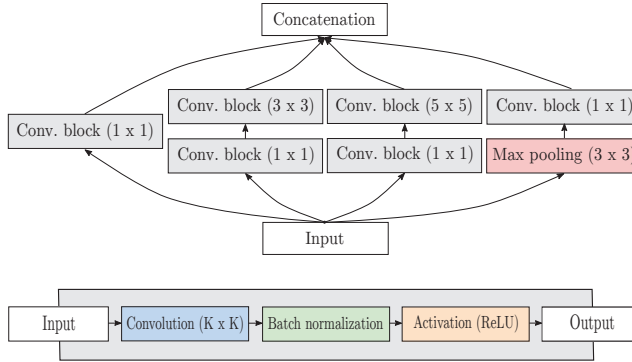 Concatenation
Conv. block (3 x 3)
Conv. block (5 x 5)
Conv. block (1 x 1)
Conv. block (1 x 1)
Conv. block (1 x 1)
Conv. block (1 x 1)
Max pooling (3 x 3)
Input
Input
Convolution (K x K)
Batch normalization
Activation (ReLU)
Output